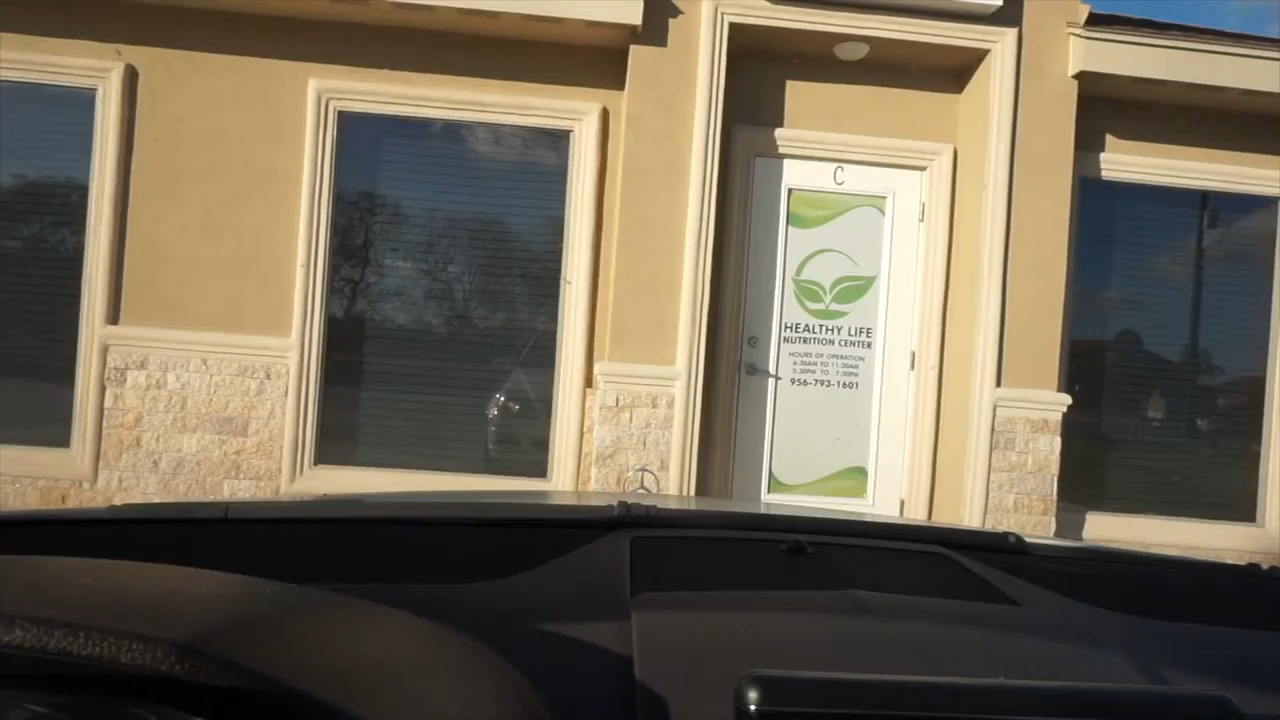 C
HEALTHY LIFE
NUTRITION CENTER
HOURS OF OPERATION
6:30AM TO 11:30AM
5:30PM TO 7:30PM
956-793-1601